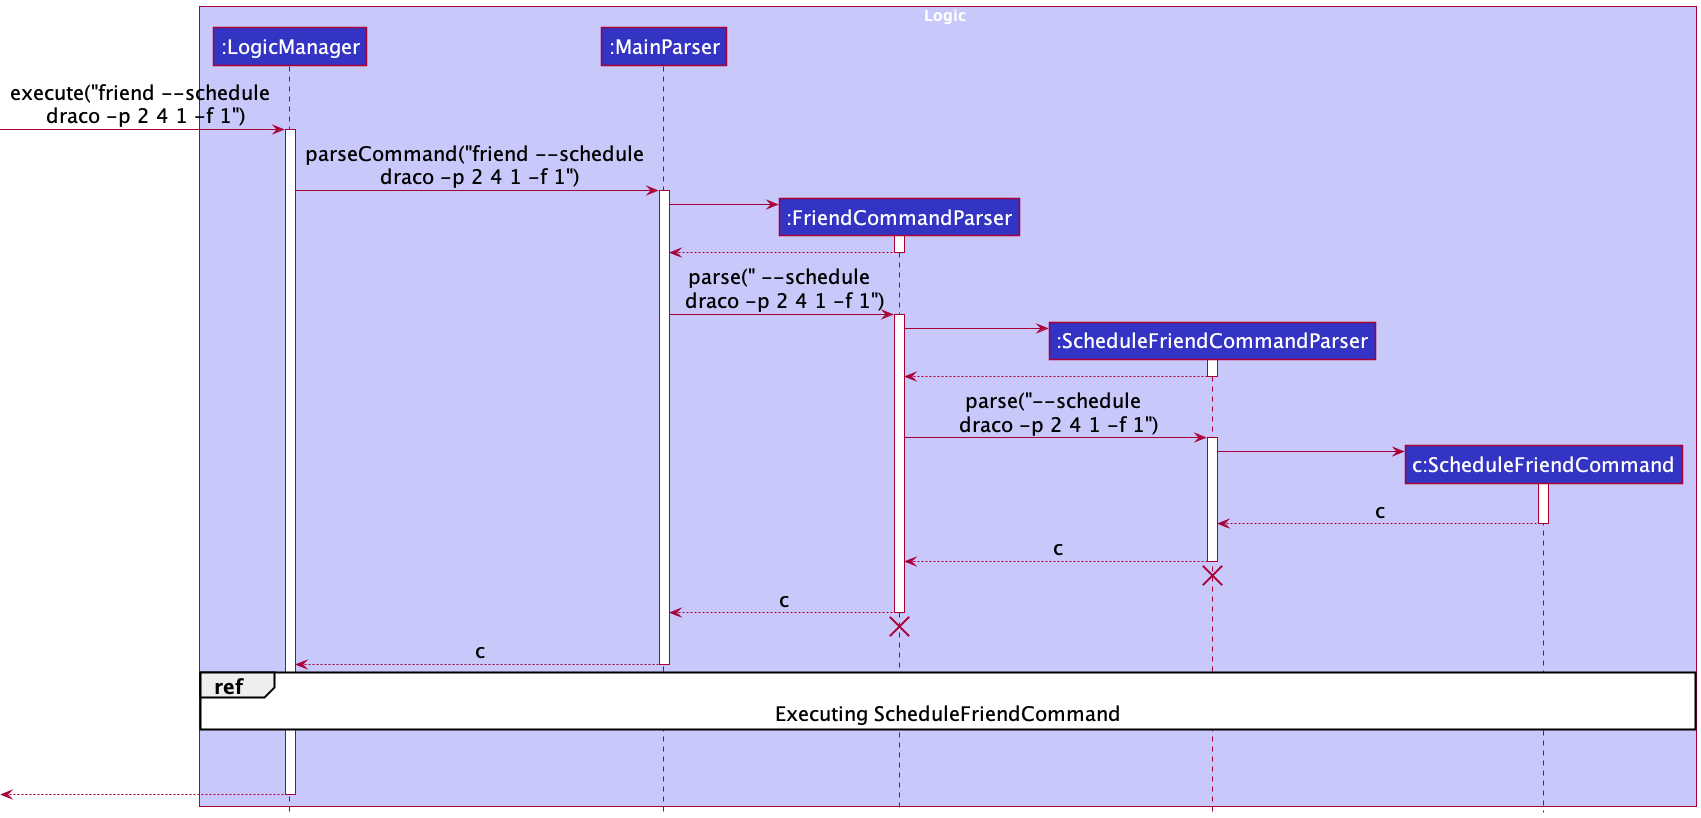 Logic
:LogicManager
:MainParser
execute("friend --schedule
draco -p 2 4 1 -f 1")
parseCommand("friend --schedule
draco -p 2 4 1 -f 1")
:FriendCommandParser
parse(" --schedule
draco -p 2 4 1 -f 1")
:ScheduleFriendCommandParser
parse("--schedule
draco -p 2 4 1 -f 1")
c:ScheduleFriendCommand
c
c
c
c
ref
Executing ScheduleFriendCommand